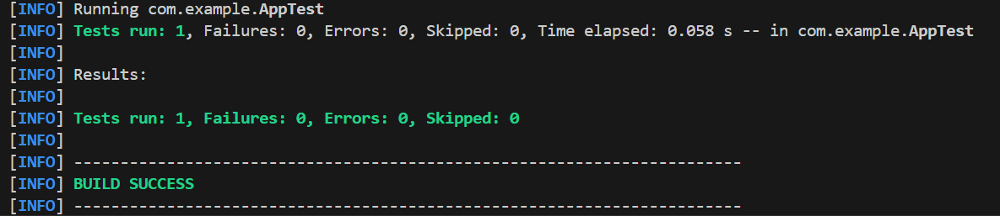 [INFO] Running com.example.AppTest
[INFO] Tests run: 1, Failures: 0, Errors: 0, Skipped: 0, Time elapsed: 0.058 s -- in com.example.AppTest
[INFO]
[INFO] Results:
[INFO]
[INFO] Tests run: 1, Failures: 0, Errors: 0, Skipped: 0
[INFO]
[INFO] ------------------------------------------------------------------------
[INFO] BUILD SUCCESS
[INFO] ------------------------------------------------------------------------